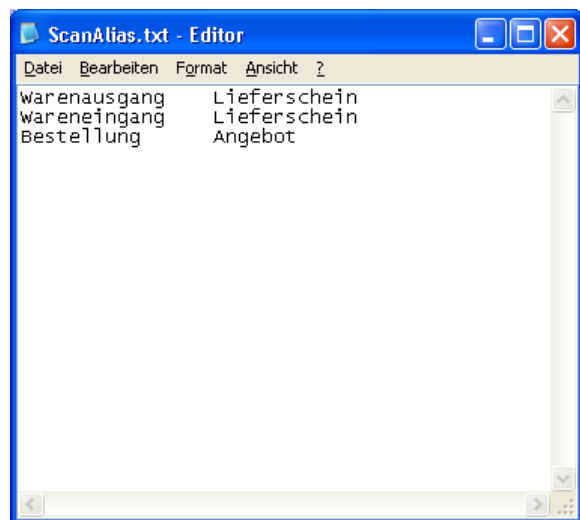 ScanAlias.txt - Editor
Datei Bearbeiten Format Ansicht ?
Warenausgang Lieferschein
Wareneingang Lieferschein
Bestellung Angebot